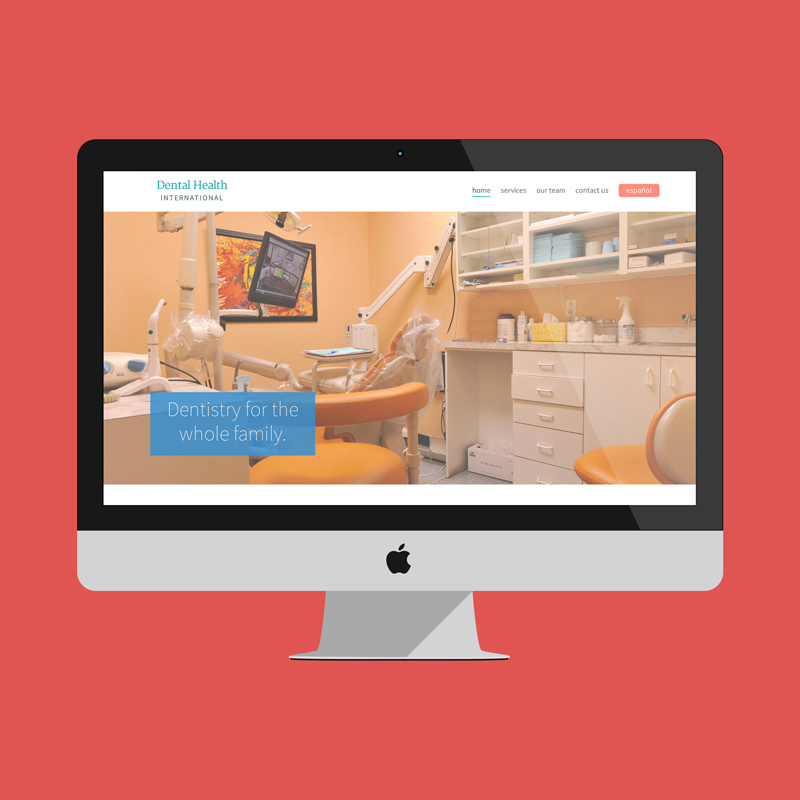 Dental Health
INTERNATIONAL
home services our team contact us español
Dentistry for the
whole family.